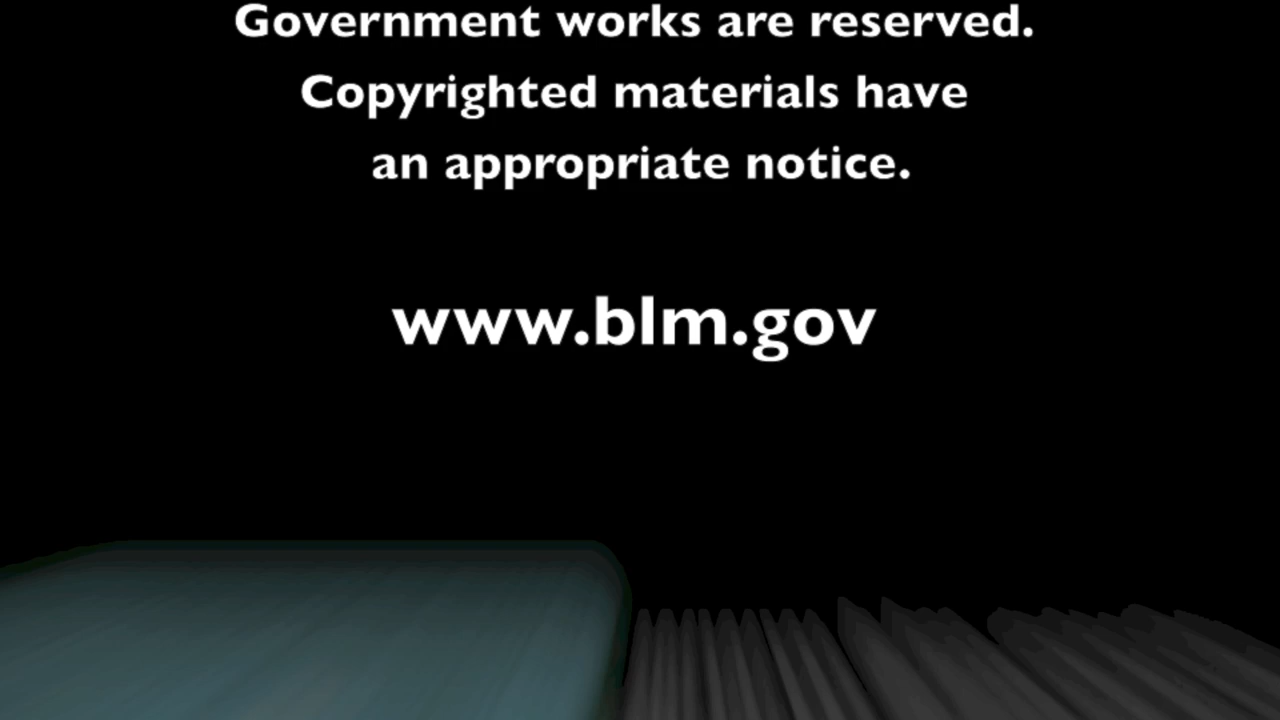 Government works are reserved.
Copyrighted materials have
an appropriate notice.
www.blm.gov